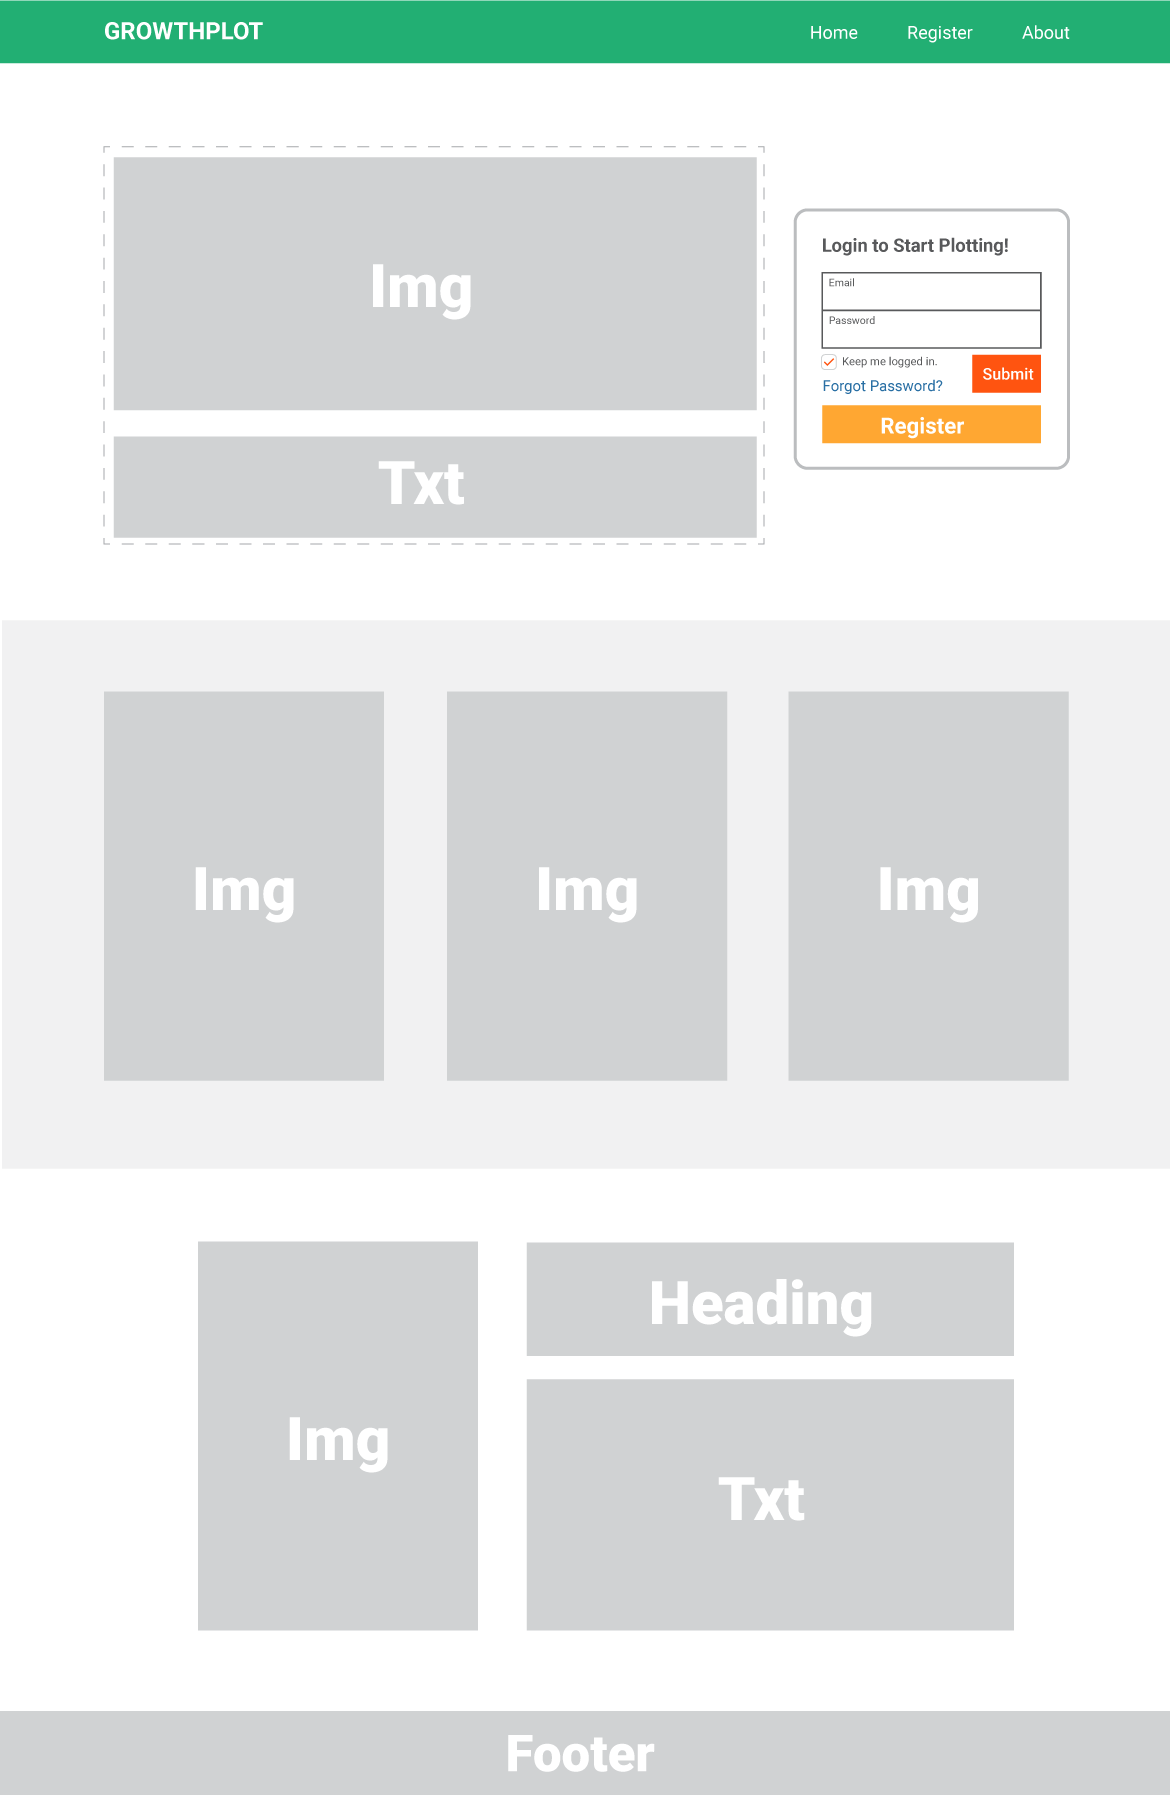 GROWTHPLOT
Home Register About
Img
Txt
Login to Start Plotting!
Email
Password
Keep me logged in.
Forgot Password?
Submit
Register
Img Img Img
Img
Heading
Txt
Footer